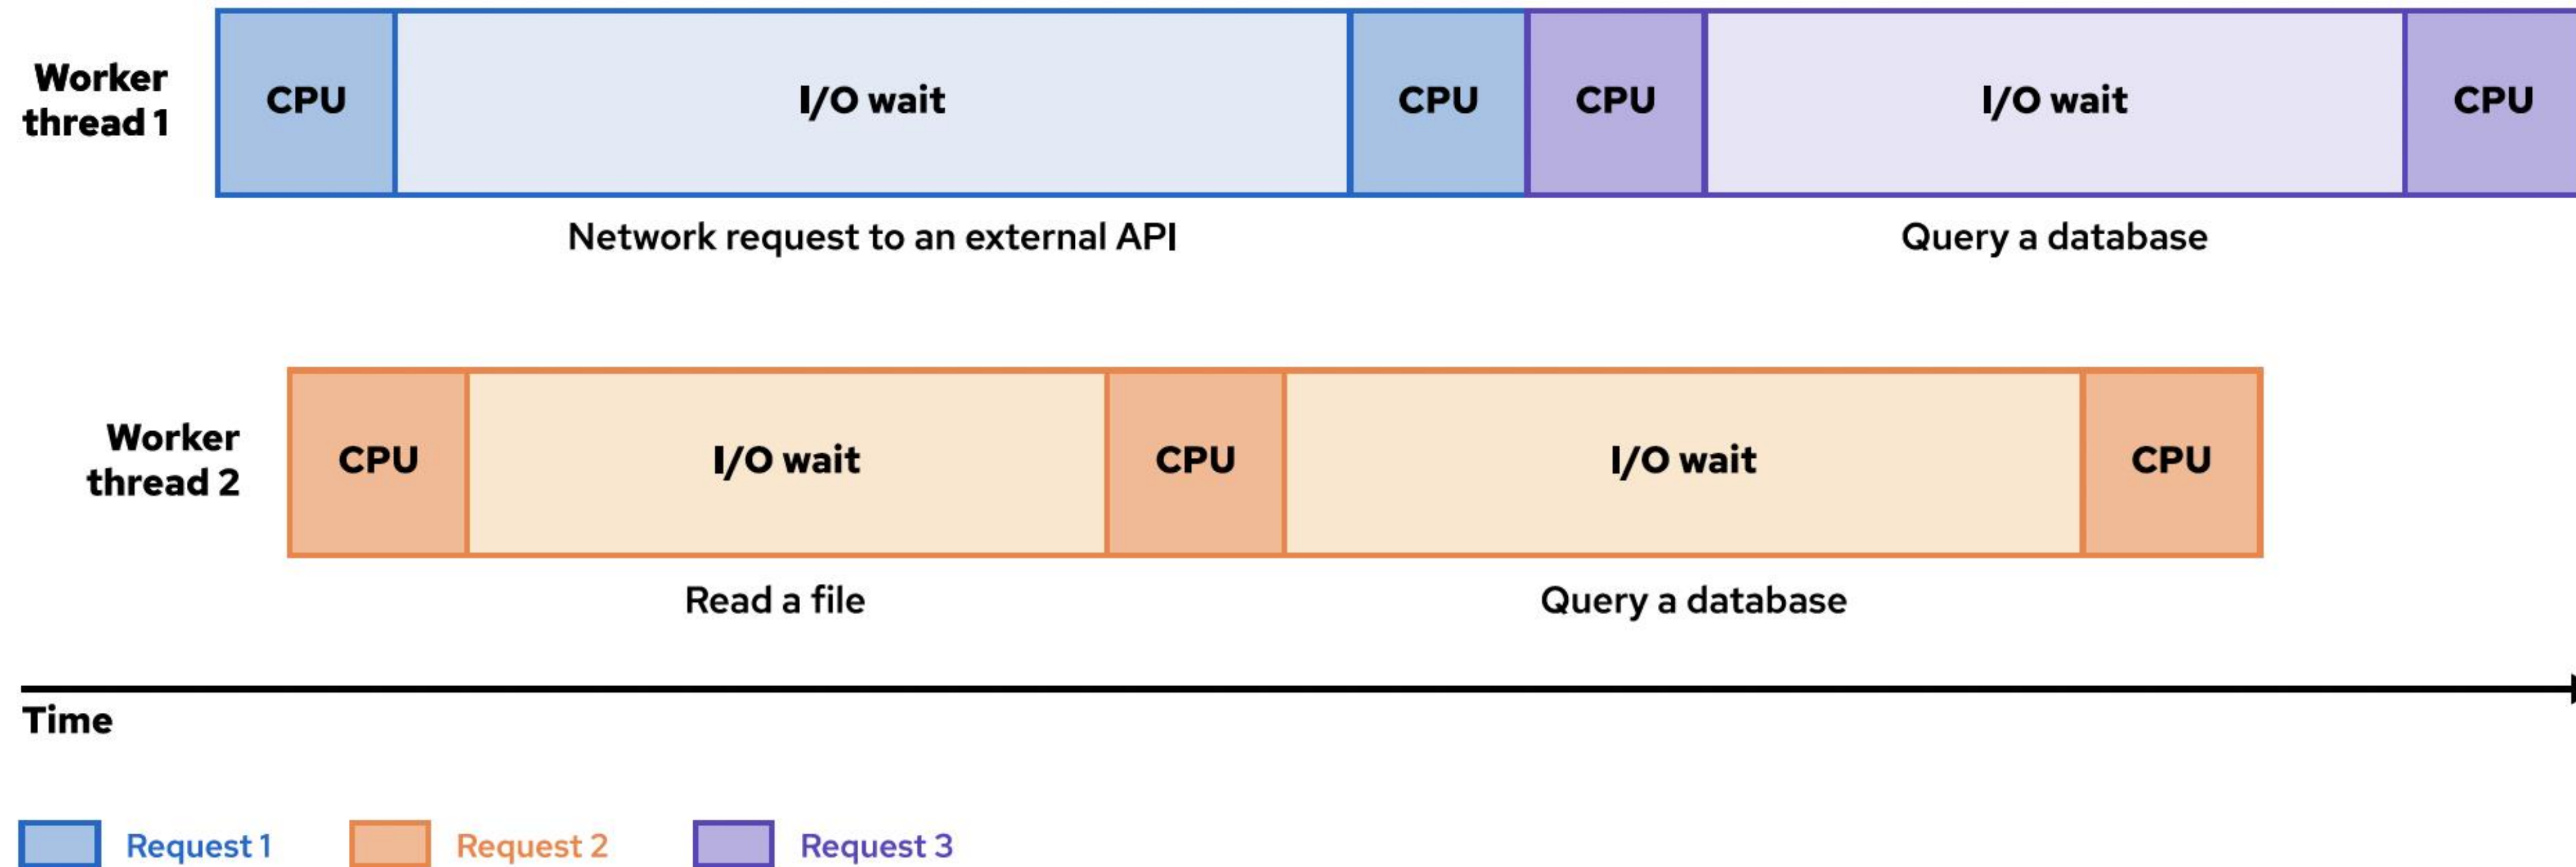 Worker
thread 1
CPU
I/O wait
CPU
CPU
I/O wait
CPU
Network request to an external API
Query a database
Worker
thread 2
CPU
I/O wait
CPU
I/O wait
CPU
Read a file
Query a database
Time
Request 1
Request 2
Request 3